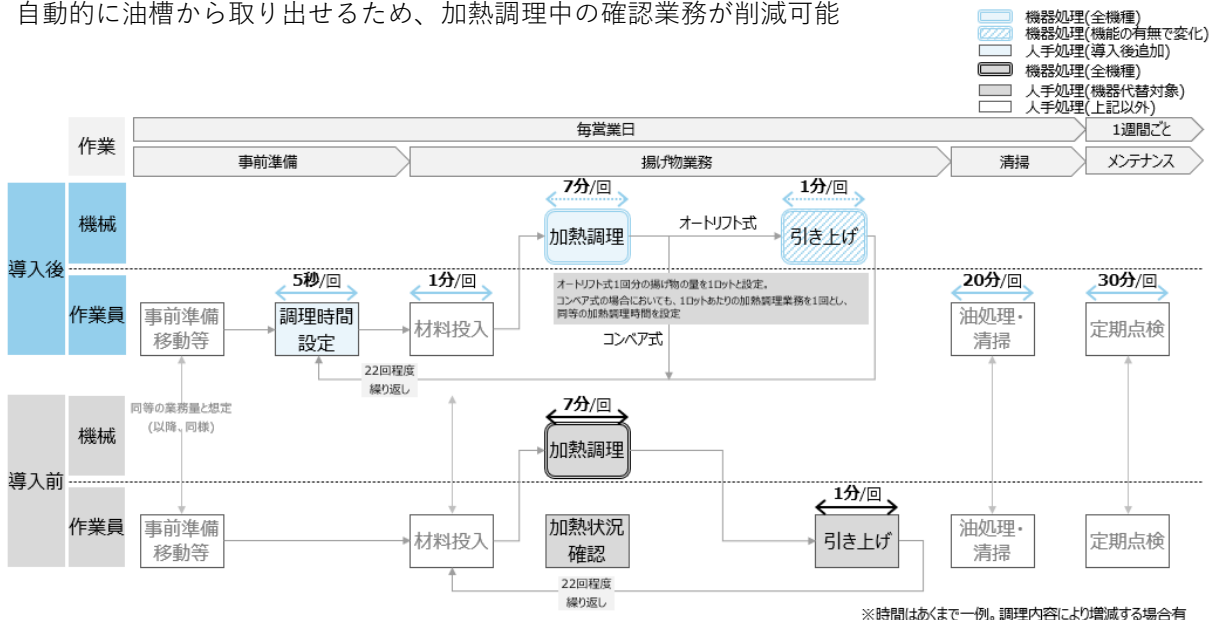 自動的に油槽から取り出せるため、加熱調理中の確認業務が削減可能
機器処理(全機種)
機器処理(機能の有無で変化)
人手処理(導入後追加)
機器処理(全機種)
人手処理(機器代替対象)
人手処理(上記以外)
作業
毎営業日
1週間ごと
事前準備
揚げ物業務
清掃
メンテナンス
導入後
機械
7分/回
加熱調理
オートリフト式
1分/回
引き上げ
オートリフト式1回分の揚げ物の量を1ロットと設定。
コンベア式の場合においても、1ロットあたりの加熱調理業務を1回とし、
同等の加熱調理時間を設定
コンベア式
作業員
事前準備
移動等
5秒/回
調理時間
設定
1分/回
材料投入
20分/回
油処理・
清掃
30分/回
定期点検
22回程度
繰り返し
同等の業務量と想定
(以降、同様)
導入前
機械
7分/回
加熱調理
作業員
事前準備
移動等
材料投入
加熱状況
確認
1分/回
引き上げ
油処理・
清掃
定期点検
22回程度
繰り返し
※時間はあくまで一例。調理内容により増減する場合有